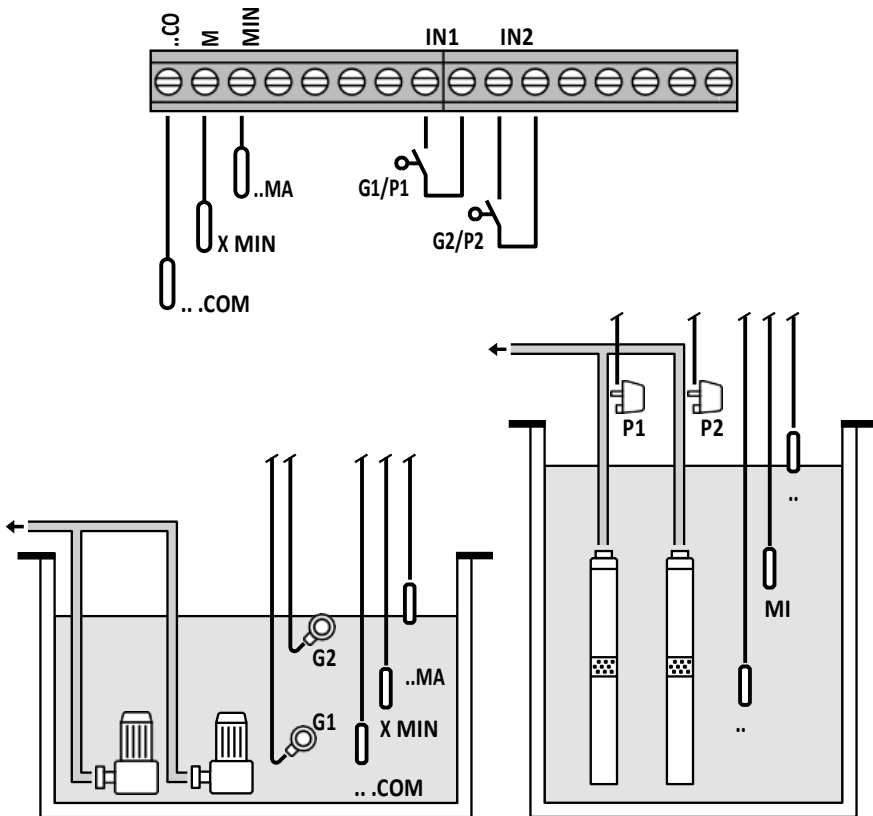 ..CO
M
MIN
IN1
IN2
..MA
G1/P1
X MIN
G2/P2
.. .COM
P1
P2
..
G2
MI
..MA
G1
X MIN
..
.. .COM